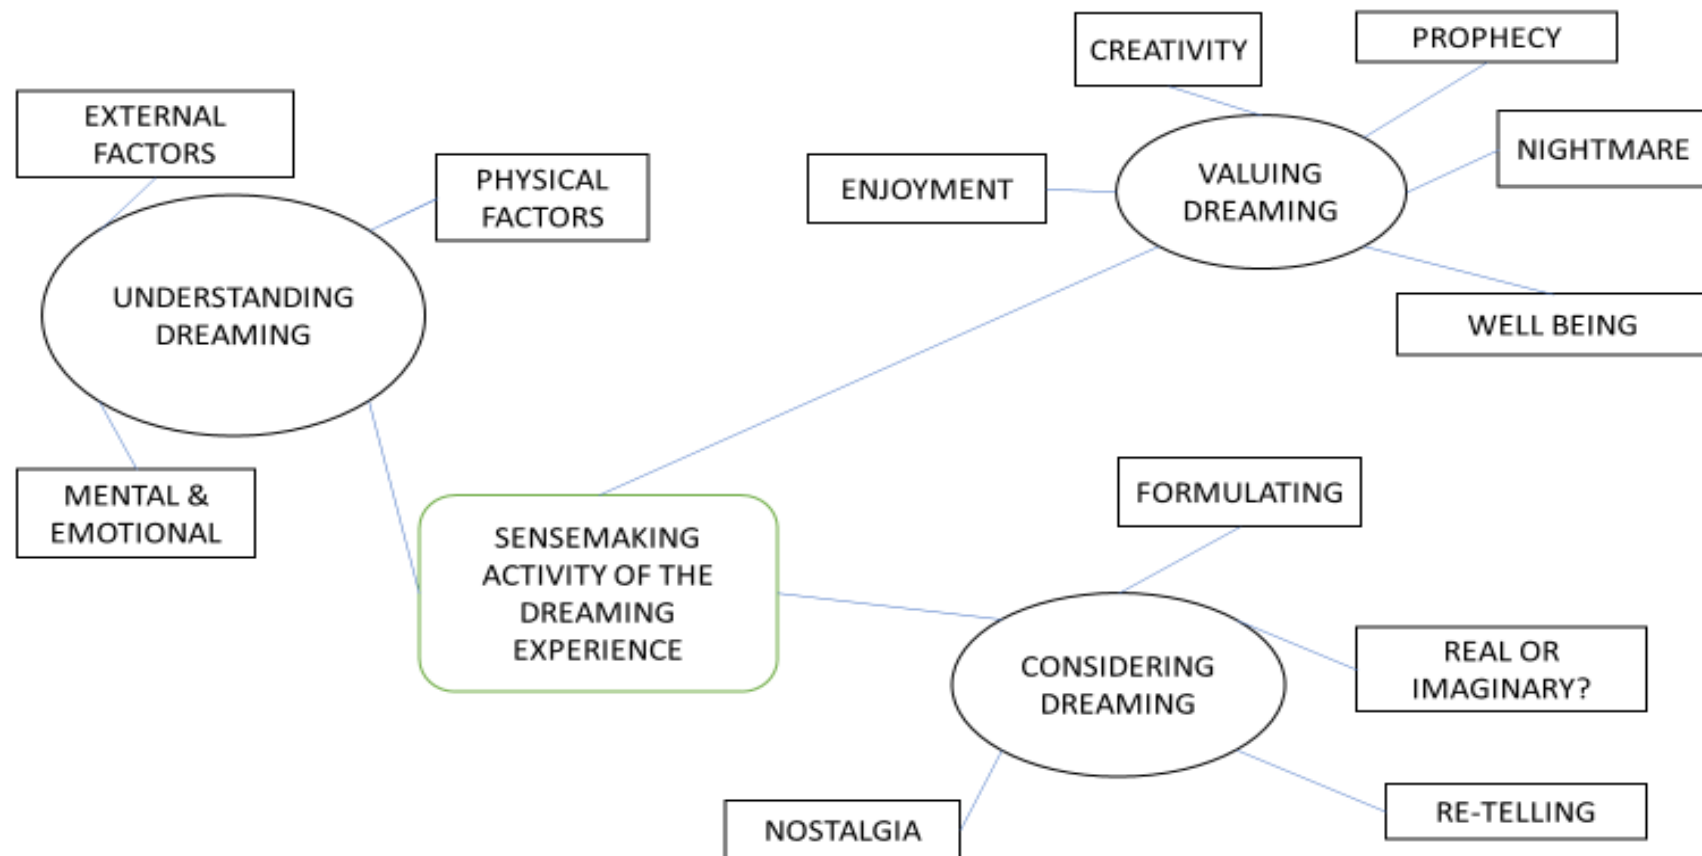 CREATIVITY
PROPHECY
EXTERNAL
FACTORS
PHYSICAL
FACTORS
ENJOYMENT
VALUING
DREAMING
NIGHTMARE
UNDERSTANDING
DREAMING
WELL BEING
MENTAL &
EMOTIONAL
SENSEMAKING
ACTIVITY OF THE
DREAMING
EXPERIENCE
FORMULATING
CONSIDERING
DREAMING
REAL OR
IMAGINARY?
NOSTALGIA
RE-TELLING